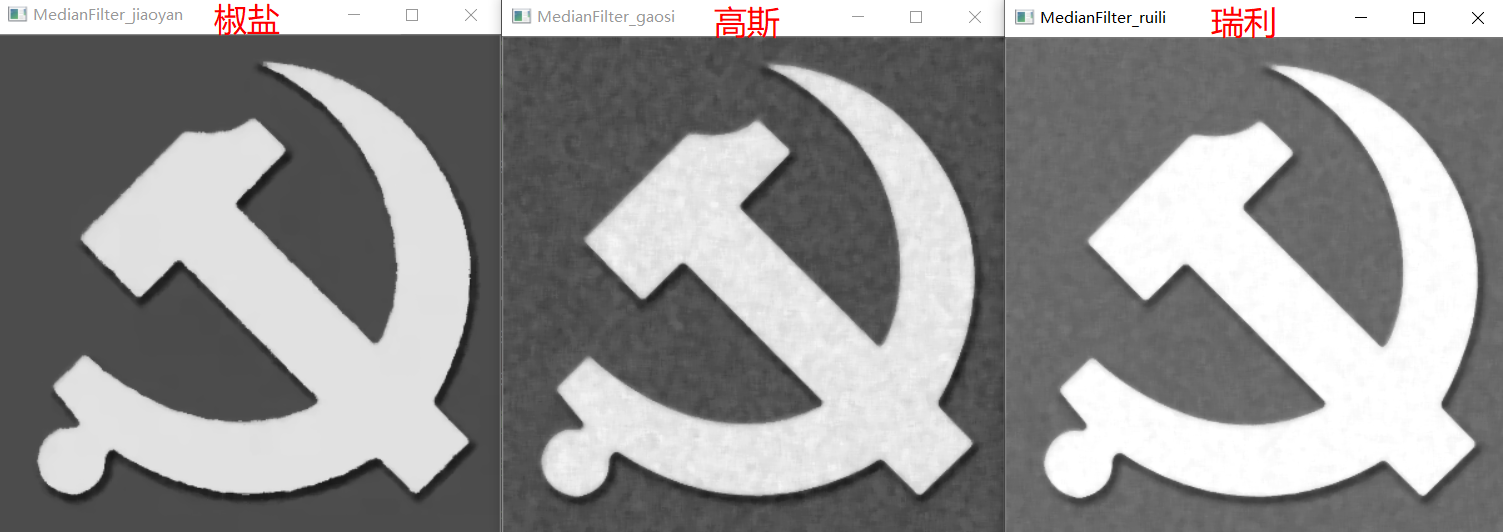 MedianFilter_jiaoyan 椒盐
MedianFilter_gaosi 高斯
MedianFilter_ruili 瑞利